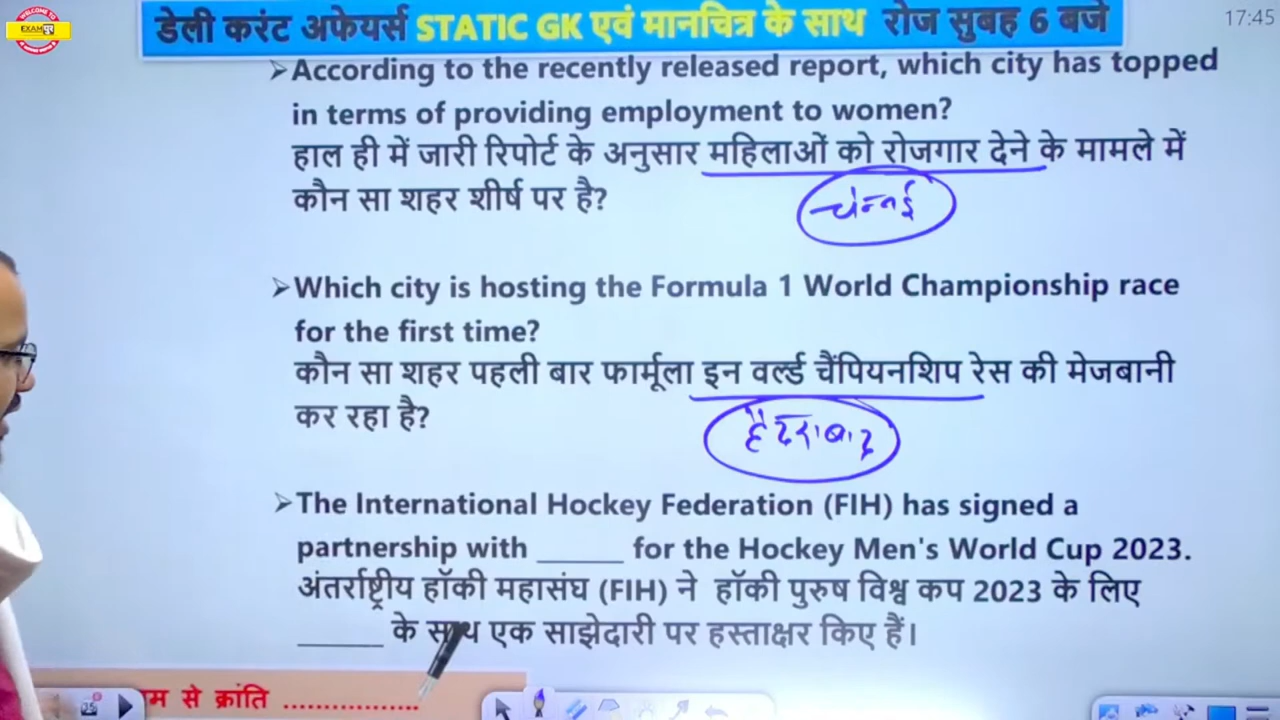 WELCOME TO
EXAM
डेली करंट अफेयर्स STATIC GK एवं मानचित्र के साथ रोज सुबह 6 बजे
17:45
➢According to the recently released report, which city has topped
in terms of providing employment to women?
हाल ही में जारी रिपोर्ट के अनुसार महिलाओं को रोजगार देने के मामले में
कौन सा शहर शीर्ष पर है?
चेन्नई
➢Which city is hosting the Formula 1 World Championship race
for the first time?
कौन सा शहर पहली बार फार्मूला इन वर्ल्ड चैंपियनशिप रेस की मेजबानी
कर रहा है?
हैदराबाद
➢The International Hockey Federation (FIH) has signed a
partnership with ______ for the Hockey Men's World Cup 2023.
अंतर्राष्ट्रीय हॉकी महासंघ (FIH) ने हॉकी पुरुष विश्व कप 2023 के लिए
______ के साथ एक साझेदारी पर हस्ताक्षर किए हैं।
से क्रांति .................